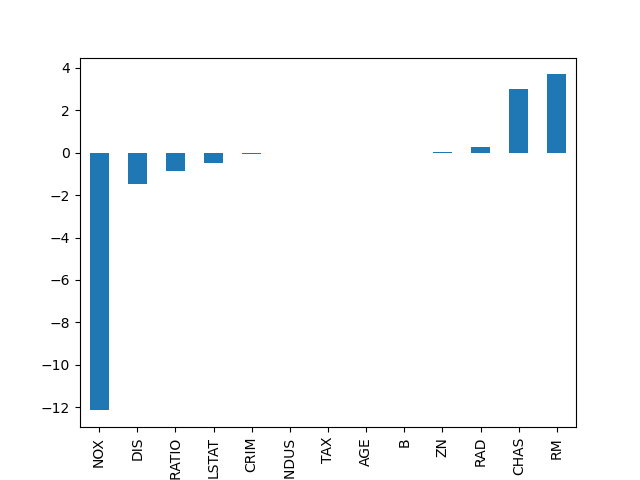 4
2
0
−2
−4
−6
−8
−10
−12
NOX
DIS
RATIO
LSTAT
CRIM
NDUS
TAX
AGE
B
ZN
RAD
CHAS
RM